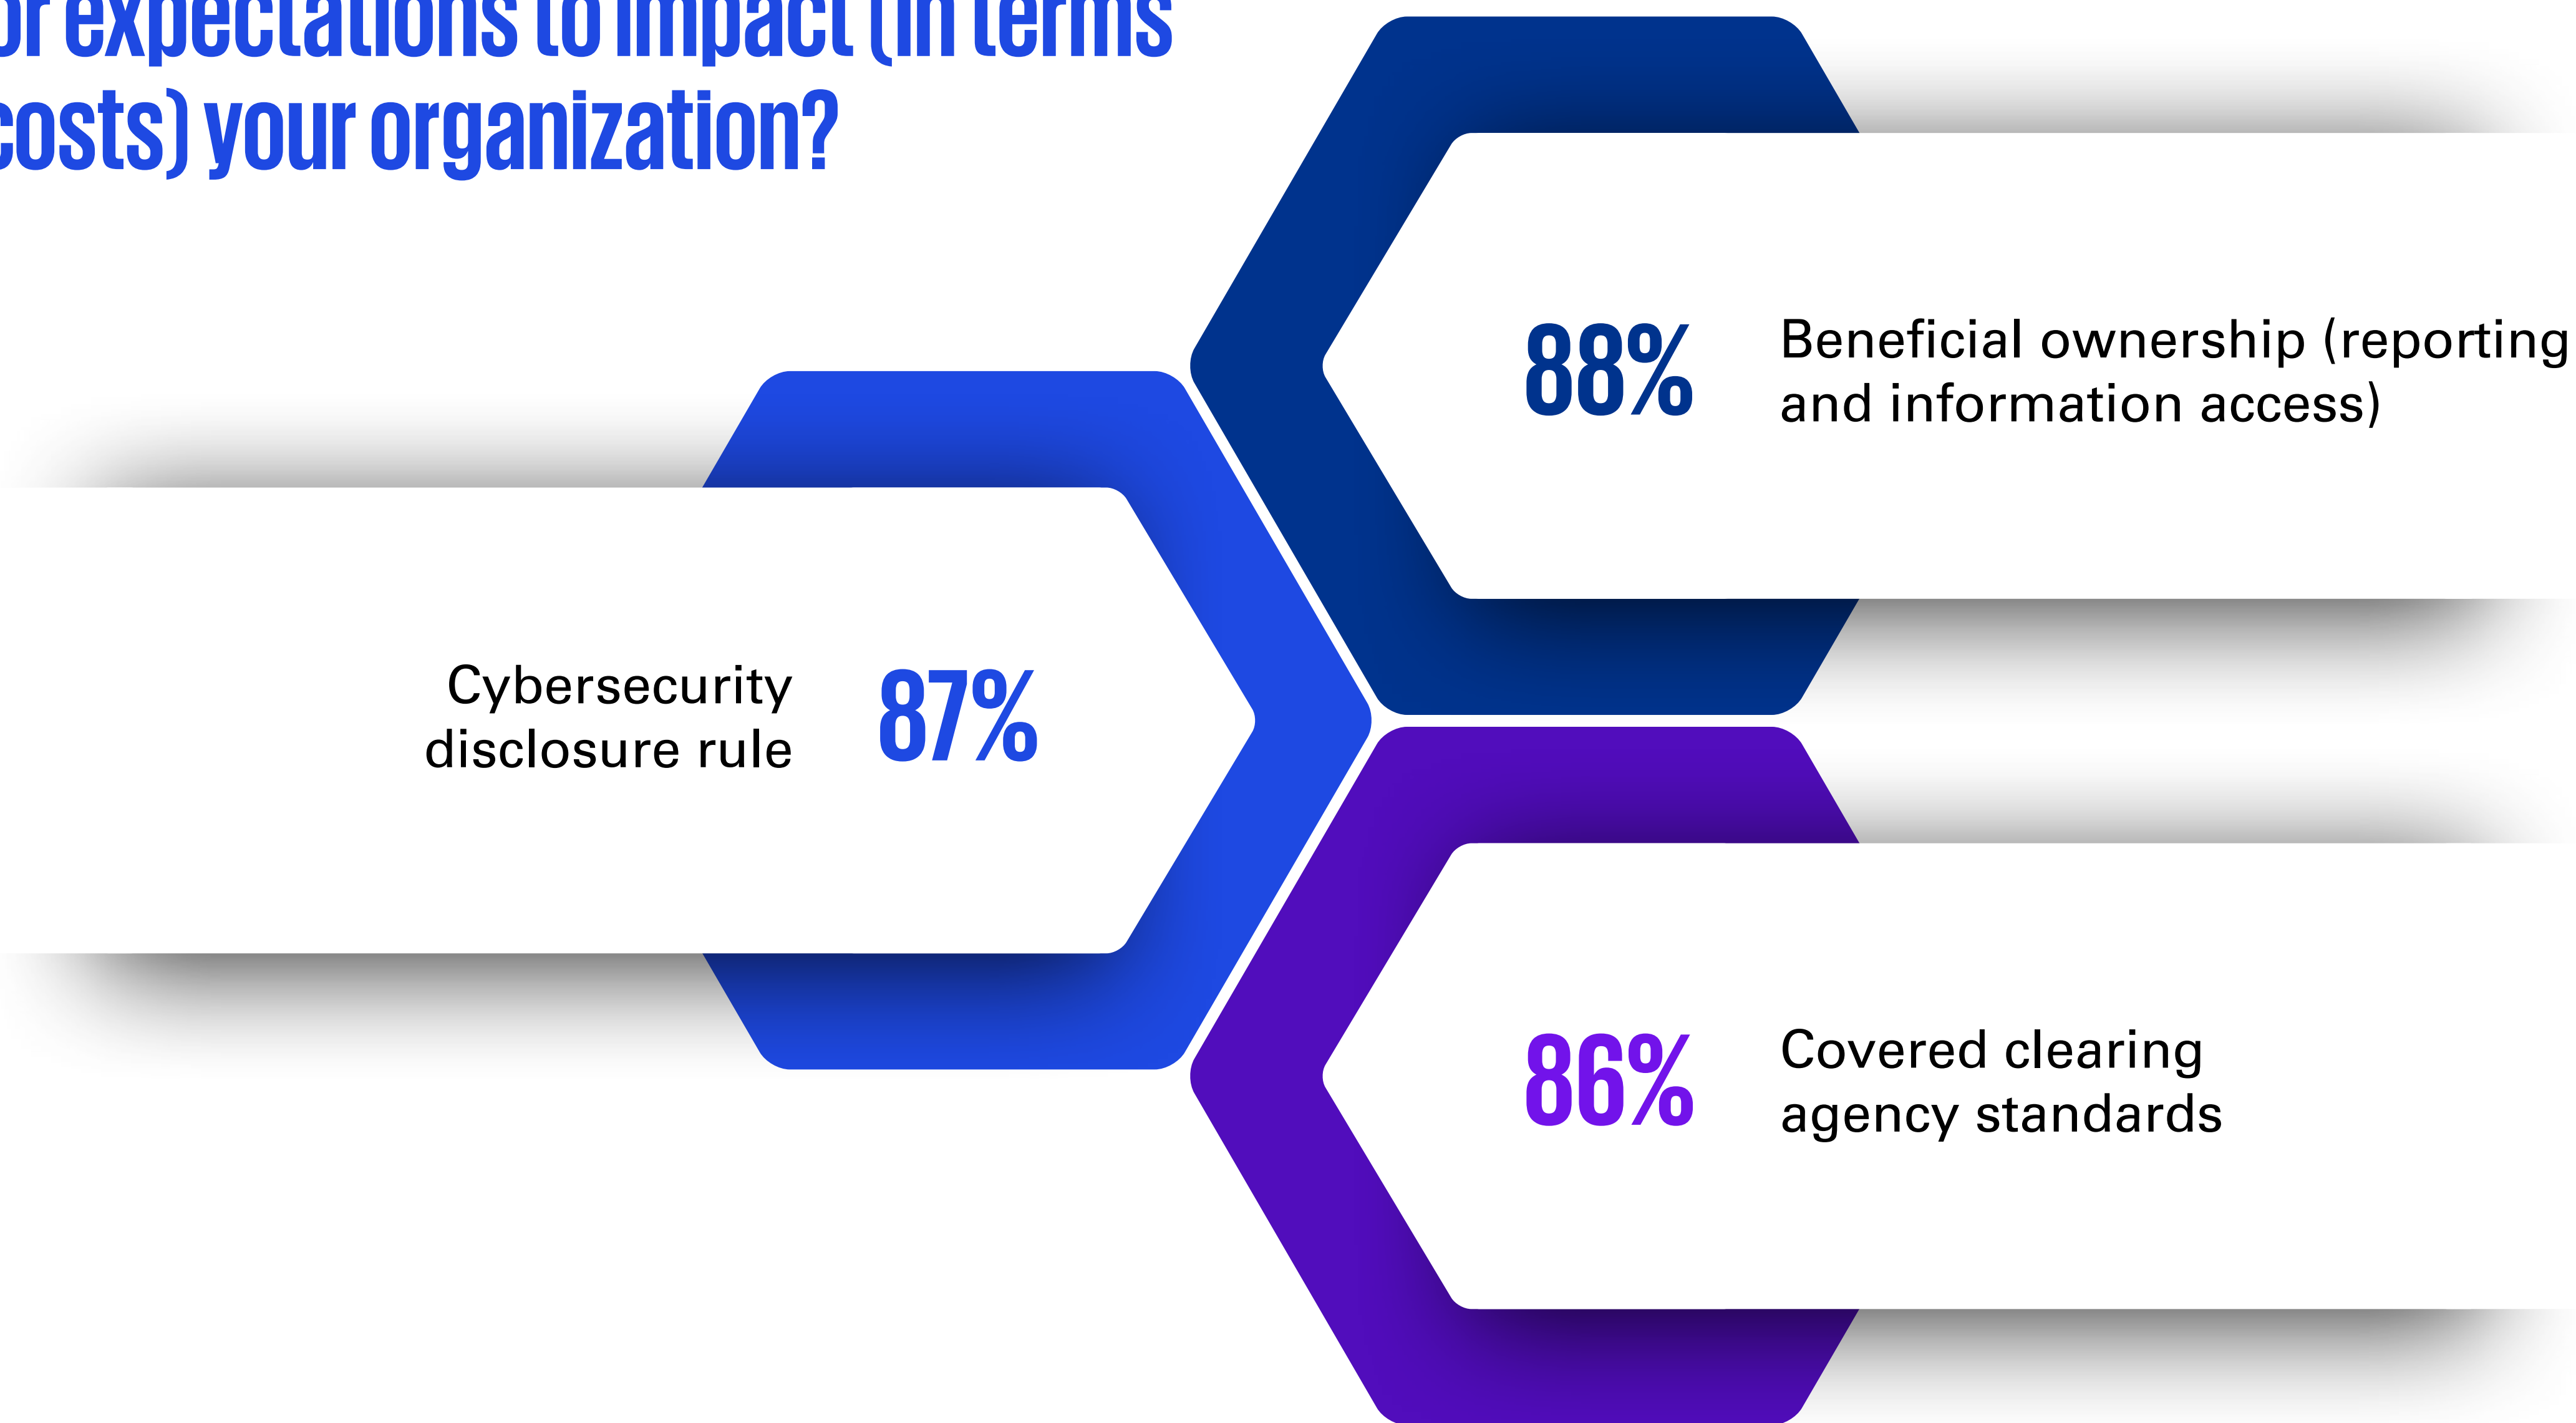 or expectations to impact (in terms
costs) your organization?
88%
Beneficial ownership (reporting
and information access)
Cybersecurity
disclosure rule
87%
86%
Covered clearing
agency standards